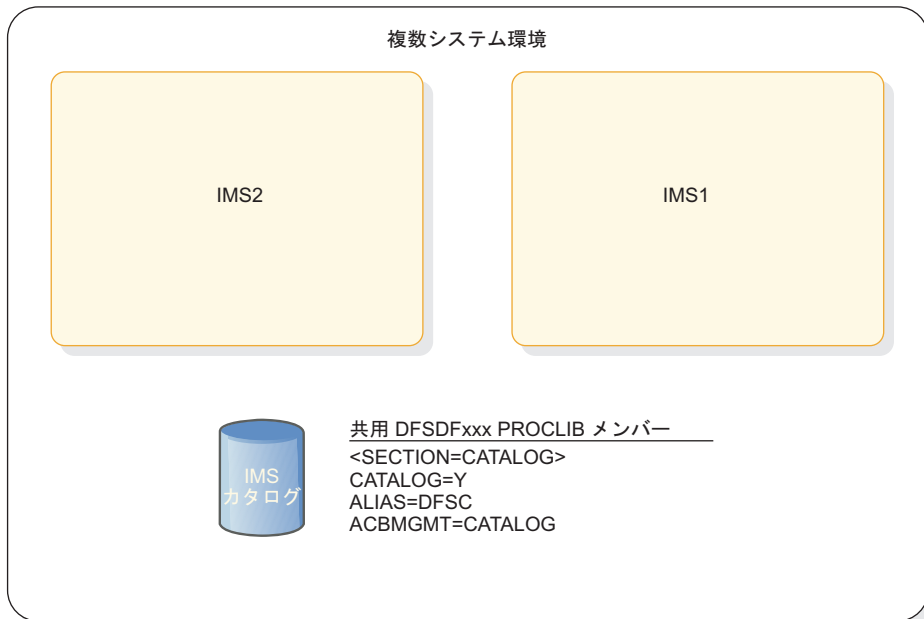 複数システム環境
IMS2
IMS1
IMS
カタログ
共用 DFSDFxxx PROCLIB メンバー
<SECTION=CATALOG>
CATALOG=Y
ALIAS=DFSC
ACBMGMT=CATALOG